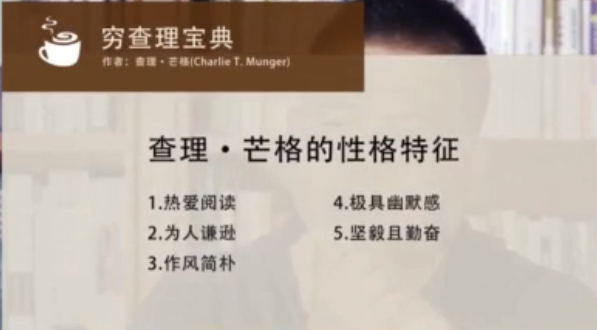 穷查理宝典
作者：查理·芒格(Charlie T. Munger)
查理·芒格的性格特征
1.热爱阅读
2.为人谦逊
3.作风简朴
4.极具幽默感
5.坚毅且勤奋